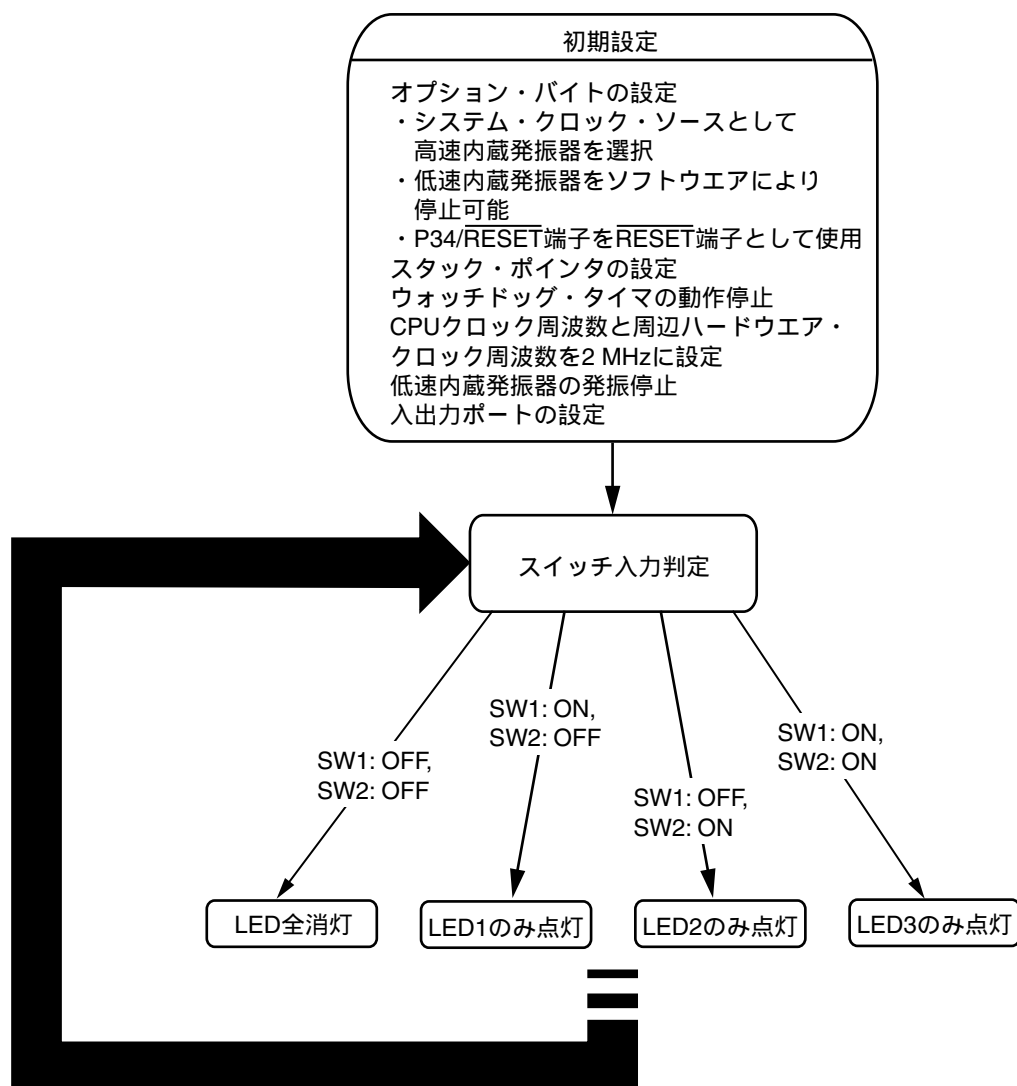 初期設定
オプション・バイトの設定
・システム・クロック・ソースとして
高速内蔵発振器を選択
・低速内蔵発振器をソフトウエアにより
停止可能
・P34/RESET端子をRESET端子として使用
スタック・ポインタの設定
ウォッチドッグ・タイマの動作停止
CPUクロック周波数と周辺ハードウエア・
クロック周波数を2 MHzに設定
低速内蔵発振器の発振停止
入出力ポートの設定
スイッチ入力判定
SW1: OFF,
SW2: OFF
SW1: ON,
SW2: OFF
SW1: OFF,
SW2: ON
SW1: ON,
SW2: ON
LED全消灯
LED1のみ点灯
LED2のみ点灯
LED3のみ点灯